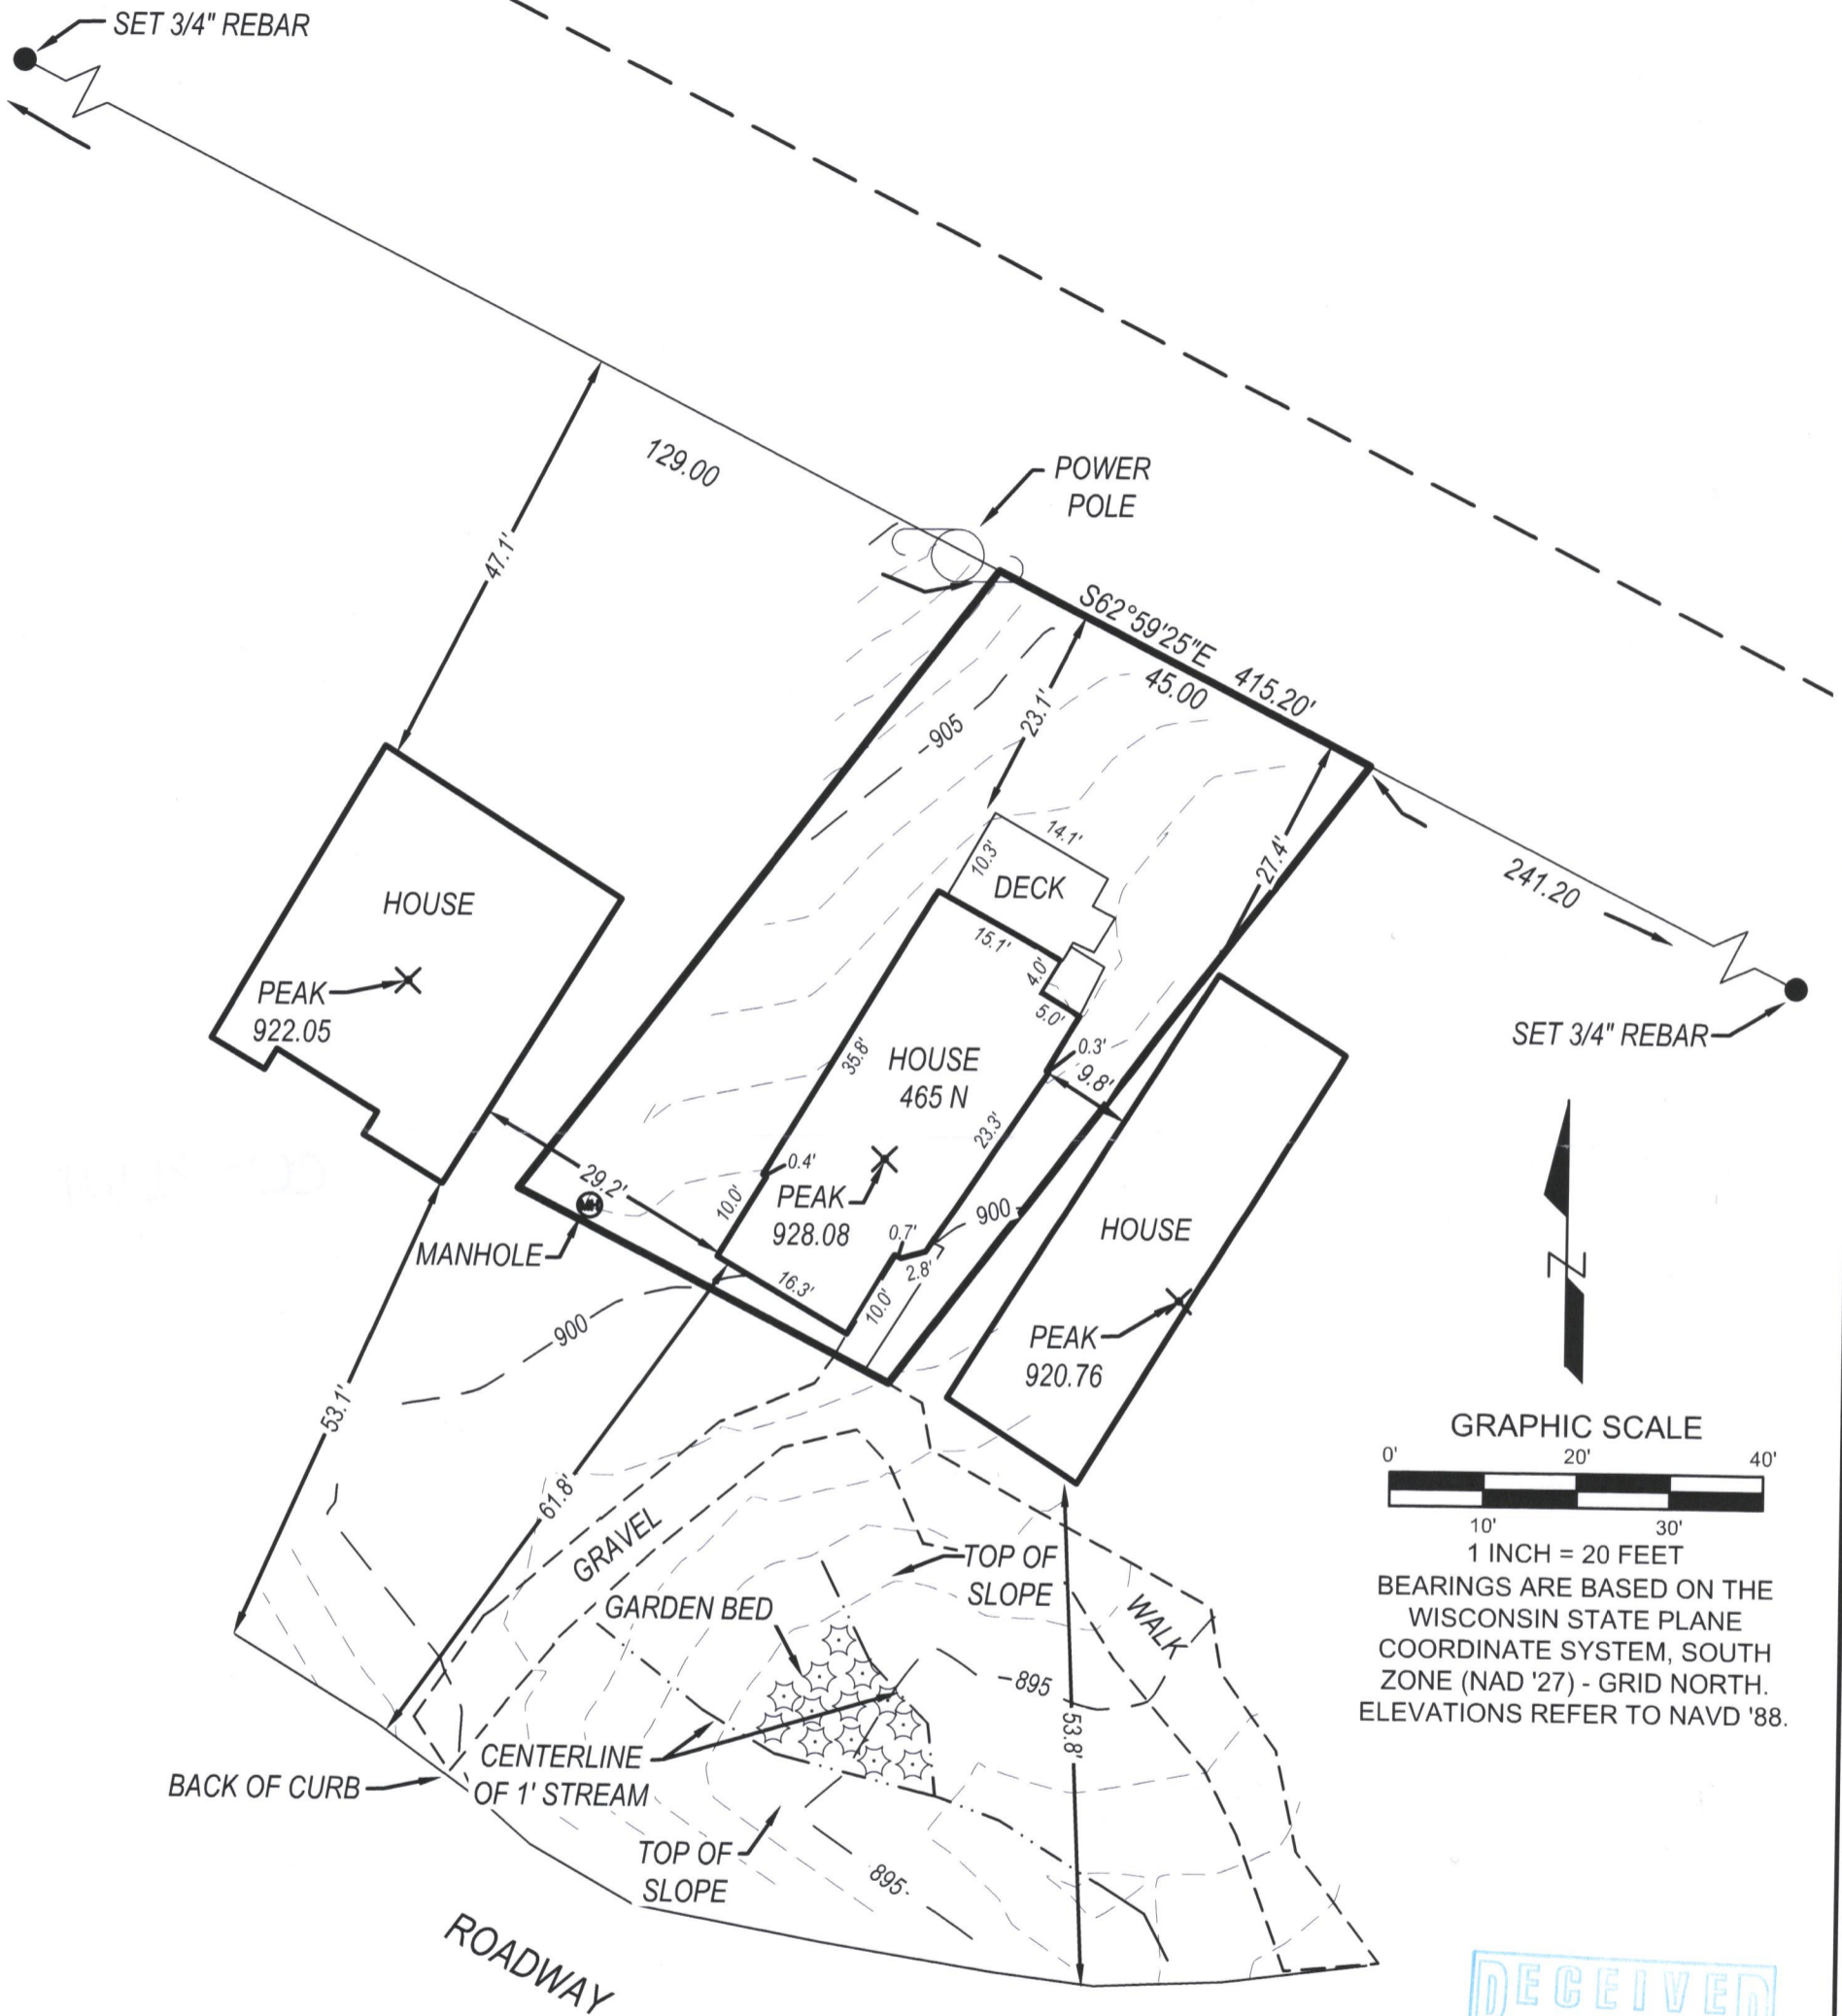 SET 3/4" REBAR
129.00
47.1'
POWER
POLE
S62°59'25"E 415.20'
45.00
23.1'
-905
27.4'
14.1'
10.3'
DECK
241.20
SET 3/4" REBAR
HOUSE
PEAK
922.05
15.1'
4.0'
5.0'
0.3'
9.8'
35.8'
HOUSE
465 N
23.3'
29.2'
0.4'
10.0'
PEAK
928.08
0.7'
2.8'
900
MH
MANHOLE
16.3'
10.0'
HOUSE
PEAK
920.76
900
53.1'
61.8'
GRAVEL
TOP OF
SLOPE
GARDEN BED
WALK
-895
53.8'
CENTERLINE
OF 1' STREAM
BACK OF CURB
TOP OF
SLOPE
895
ROADWAY
N
GRAPHIC SCALE
0' 20' 40'
10' 30'
1 INCH = 20 FEET
BEARINGS ARE BASED ON THE
WISCONSIN STATE PLANE
COORDINATE SYSTEM, SOUTH
ZONE (NAD '27) - GRID NORTH.
ELEVATIONS REFER TO NAVD '88.
DECEIVED